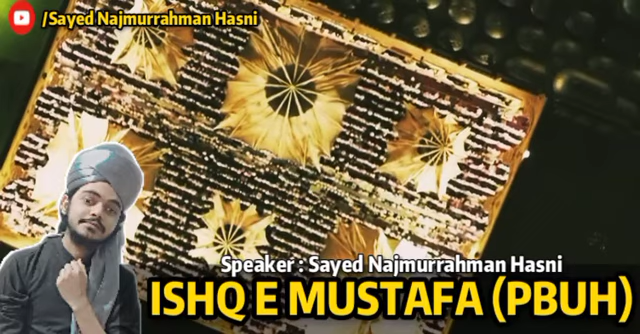 /Sayed Najmurrahman Hasni
Speaker : Sayed Najmurrahman Hasni
ISHQ E MUSTAFA (PBUH)